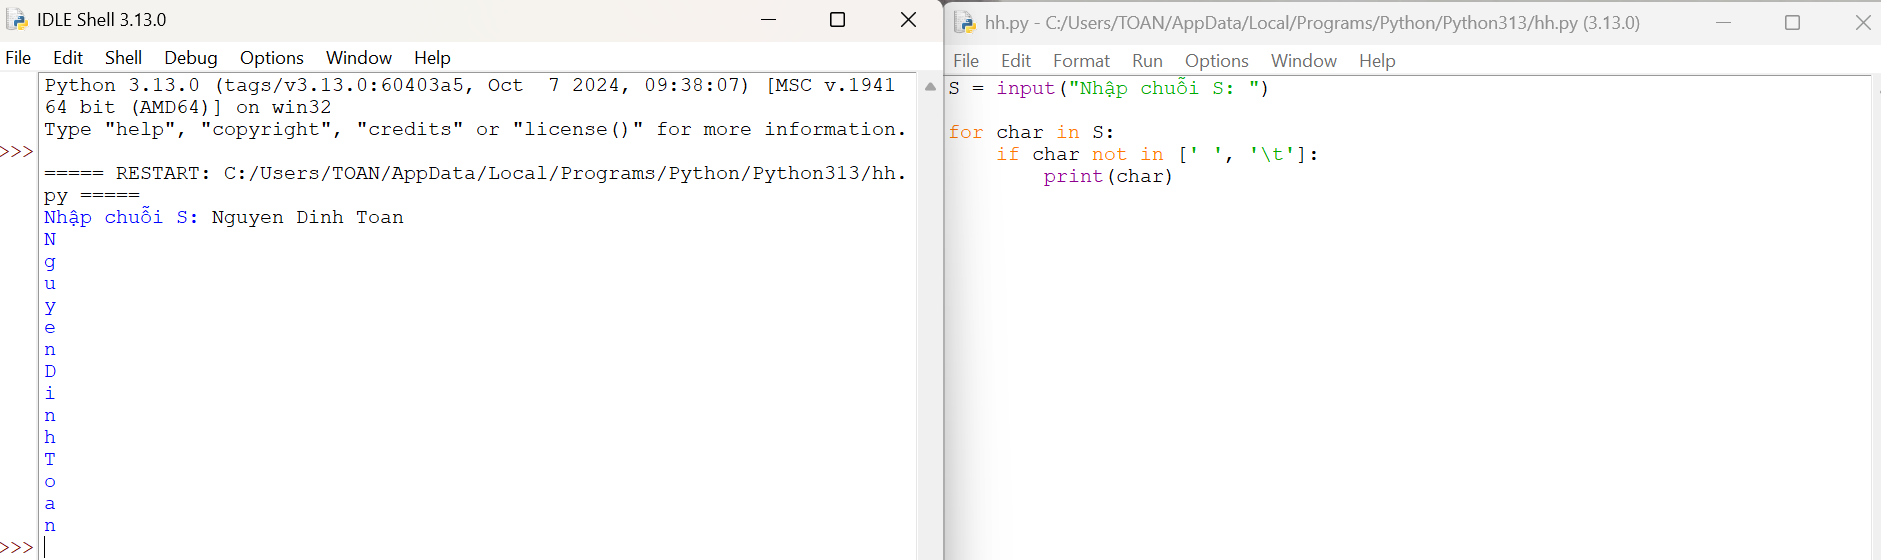 IDLE Shell 3.13.0
File Edit Shell Debug Options Window Help
Python 3.13.0 (tags/v3.13.0:60403a5, Oct  7 2024, 09:38:07) [MSC v.1941
64 bit (AMD64)] on win32
Type "help", "copyright", "credits" or "license()" for more information.
>>>
===== RESTART: C:/Users/TOAN/AppData/Local/Programs/Python/Python313/hh.
py =====
Nhập chuỗi S: Nguyen Dinh Toan
N
g
u
y
e
n
D
i
n
h
T
o
a
n
>>>
hh.py - C:/Users/TOAN/AppData/Local/Programs/Python/Python313/hh.py (3.13.0)
File Edit Format Run Options Window Help
S = input("Nhập chuỗi S: ")
for char in S:
    if char not in [' ', '\t']:
        print(char)